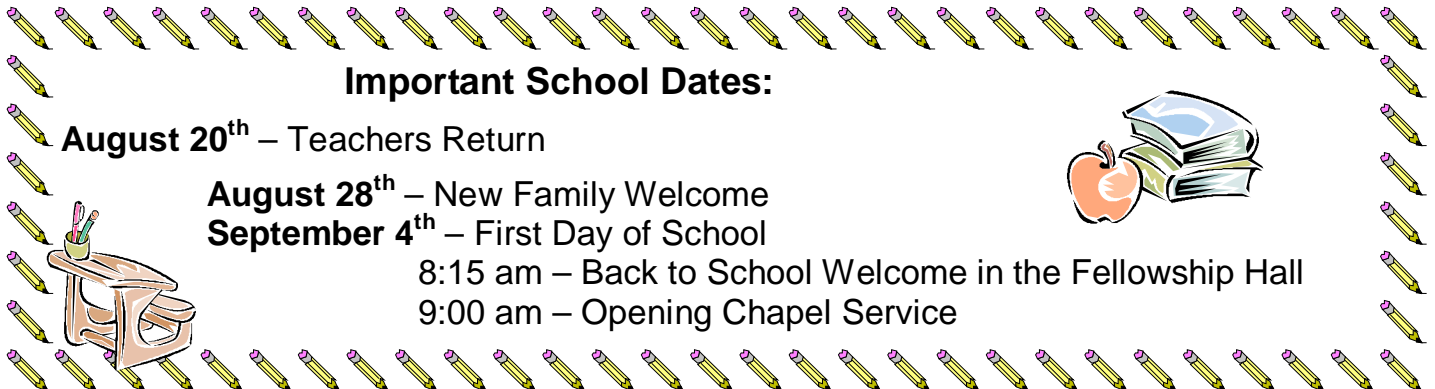 Important School Dates:
August 20th – Teachers Return
August 28th – New Family Welcome
September 4th – First Day of School
8:15 am – Back to School Welcome in the Fellowship Hall
9:00 am – Opening Chapel Service